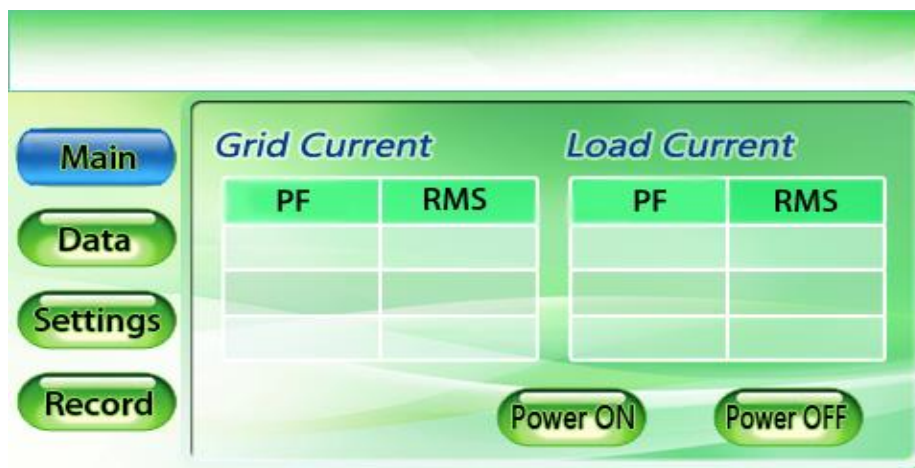 Main
Data
Settings
Record
Grid Current
PF RMS
Load Current
PF RMS
Power ON
Power OFF